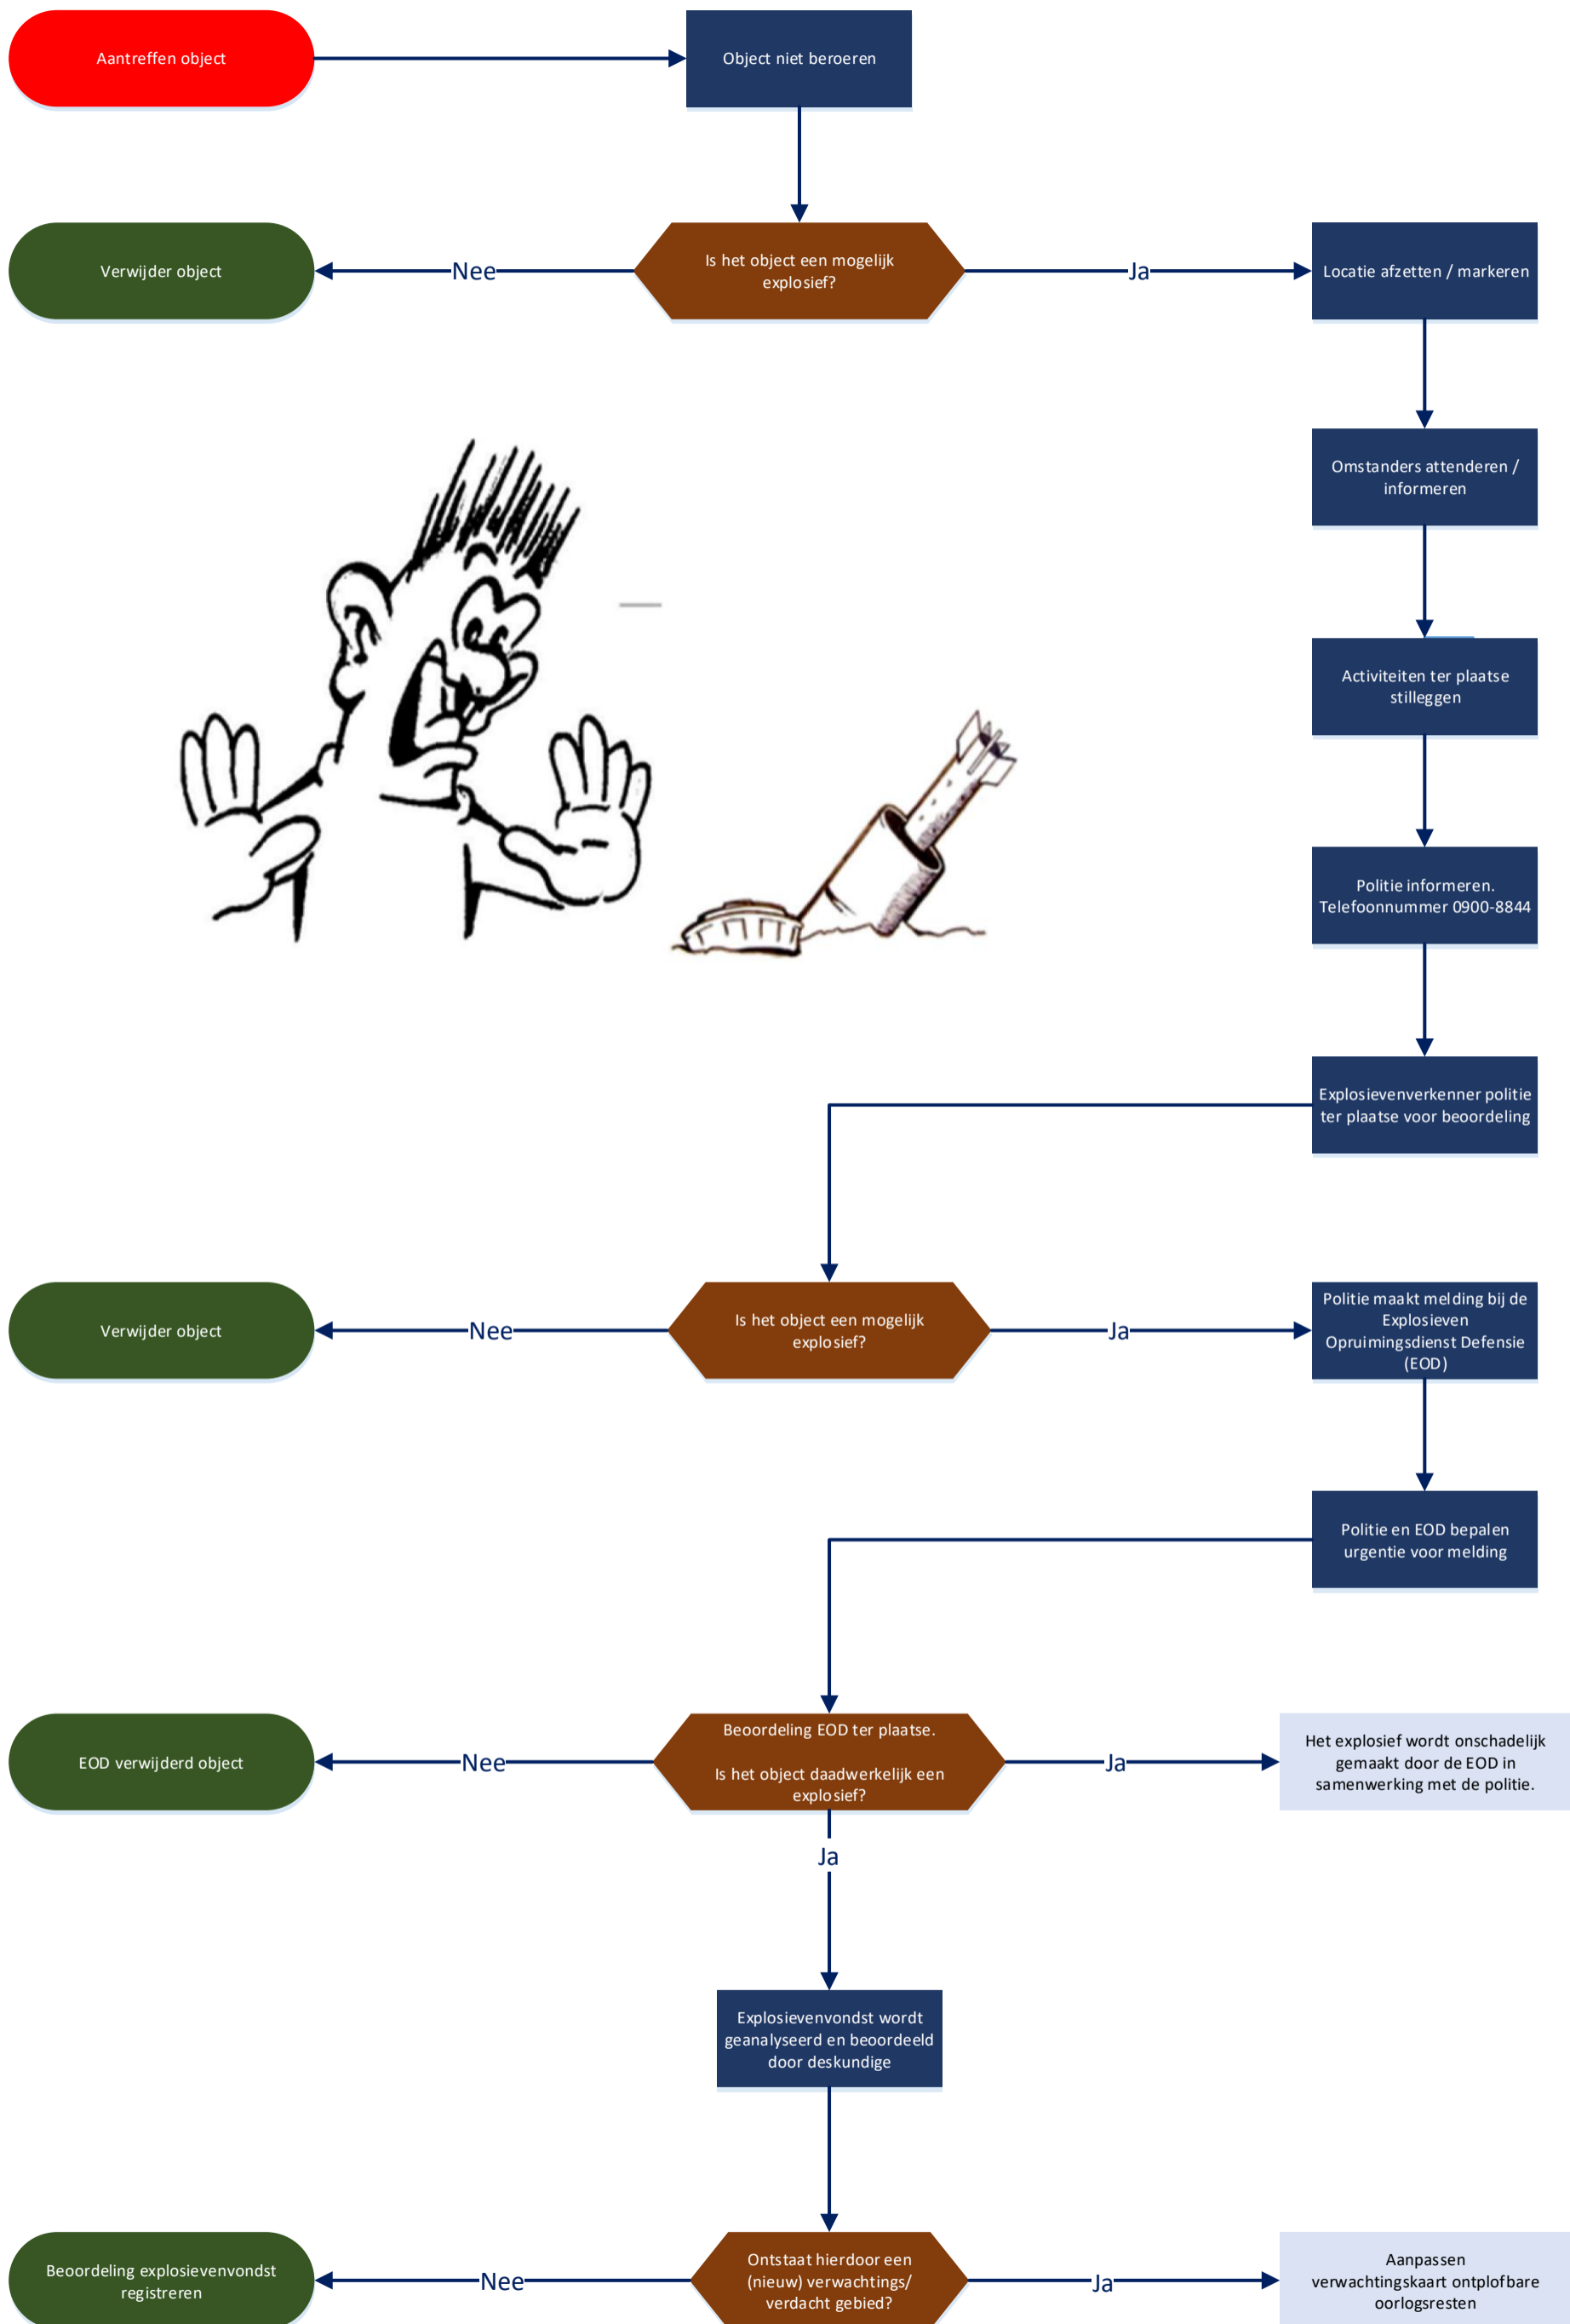 Aantreffen object
Object niet beroeren
Verwijder object
Nee
Is het object een mogelijk
explosief?
Ja
Locatie afzetten / markeren
Omstanders attenderen /
informeren
Activiteiten ter plaatse
stilleggen
Politie informeren.
Telefoonnummer 0900-8844
Explosievenverkenner politie
ter plaatse voor beoordeling
Verwijder object
Nee
Is het object een mogelijk
explosief?
Ja
Politie maakt melding bij de
Explosieven
Opruimingsdienst Defensie
(EOD)
Politie en EOD bepalen
urgentie voor melding
EOD verwijderd object
Nee
Beoordeling EOD ter plaatse.
Is het object daadwerkelijk een
explosief?
Ja
Het explosief wordt onschadelijk
gemaakt door de EOD in
samenwerking met de politie.
Ja
Explosievenvondst wordt
geanalyseerd en beoordeeld
door deskundige
Beoordeling explosievenvondst
registreren
Nee
Ontstaat hierdoor een
(nieuw) verwachtings/
verdacht gebied?
Ja
Aanpassen
verwachtingskaart ontplofbare
oorlogsresten